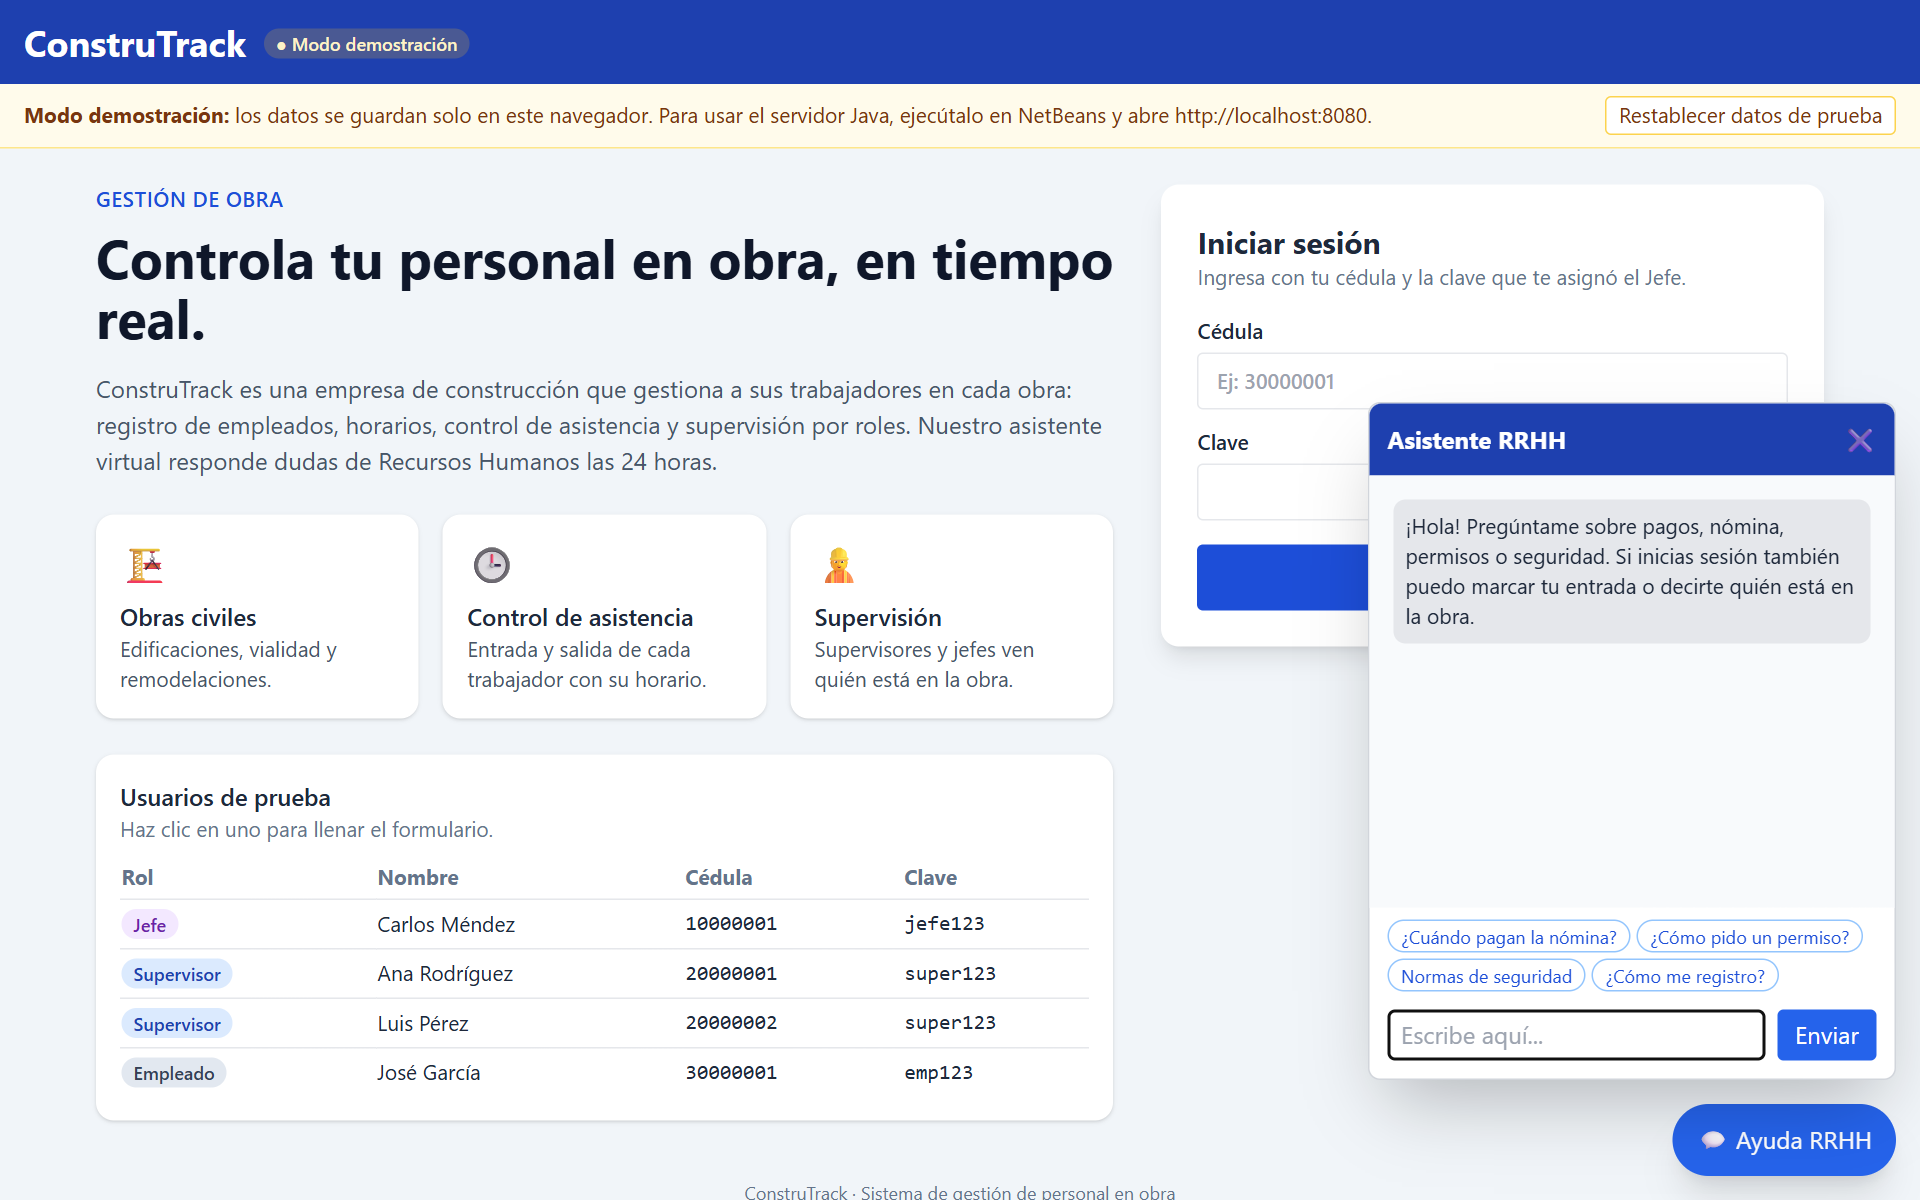 ConstruTrack
● Modo demostración
Modo demostración: los datos se guardan solo en este navegador. Para usar el servidor Java, ejecútalo en NetBeans y abre http://localhost:8080.
Restablecer datos de prueba
GESTIÓN DE OBRA
Controla tu personal en obra, en tiempo
real.
ConstruTrack es una empresa de construcción que gestiona a sus trabajadores en cada obra:
registro de empleados, horarios, control de asistencia y supervisión por roles. Nuestro asistente
virtual responde dudas de Recursos Humanos las 24 horas.
Obras civiles
Edificaciones, vialidad y
remodelaciones.
Control de asistencia
Entrada y salida de cada
trabajador con su horario.
Supervisión
Supervisores y jefes ven
quién está en la obra.
Usuarios de prueba
Haz clic en uno para llenar el formulario.
Rol Nombre Cédula Clave
Jefe Carlos Méndez 10000001 jefe123
Supervisor Ana Rodríguez 20000001 super123
Supervisor Luis Pérez 20000002 super123
Empleado José García 30000001 emp123
Iniciar sesión
Ingresa con tu cédula y la clave que te asignó el Jefe.
Cédula
Ej: 30000001
Clave
Asistente RRHH
¡Hola! Pregúntame sobre pagos, nómina,
permisos o seguridad. Si inicias sesión también
puedo marcar tu entrada o decirte quién está en
la obra.
¿Cuándo pagan la nómina?
¿Cómo pido un permiso?
Normas de seguridad
¿Cómo me registro?
Escribe aquí...
Enviar
Ayuda RRHH
ConstruTrack · Sistema de gestión de personal en obra